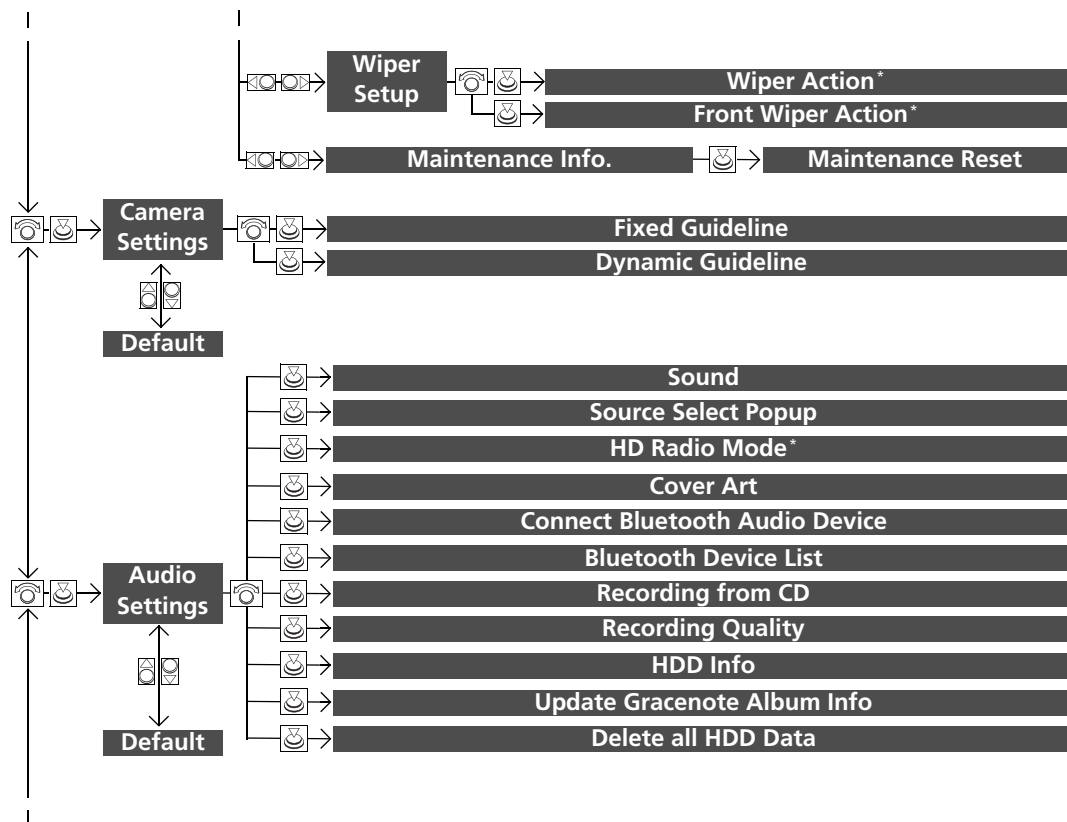 Wiper
Setup
Wiper Action*
Front Wiper Action*
Maintenance Info.
Maintenance Reset
Camera
Settings
Fixed Guideline
Dynamic Guideline
Default
Sound
Source Select Popup
HD Radio Mode*
Cover Art
Connect Bluetooth Audio Device
Bluetooth Device List
Audio
Settings
Recording from CD
Recording Quality
HDD Info
Update Gracenote Album Info
Default
Delete all HDD Data